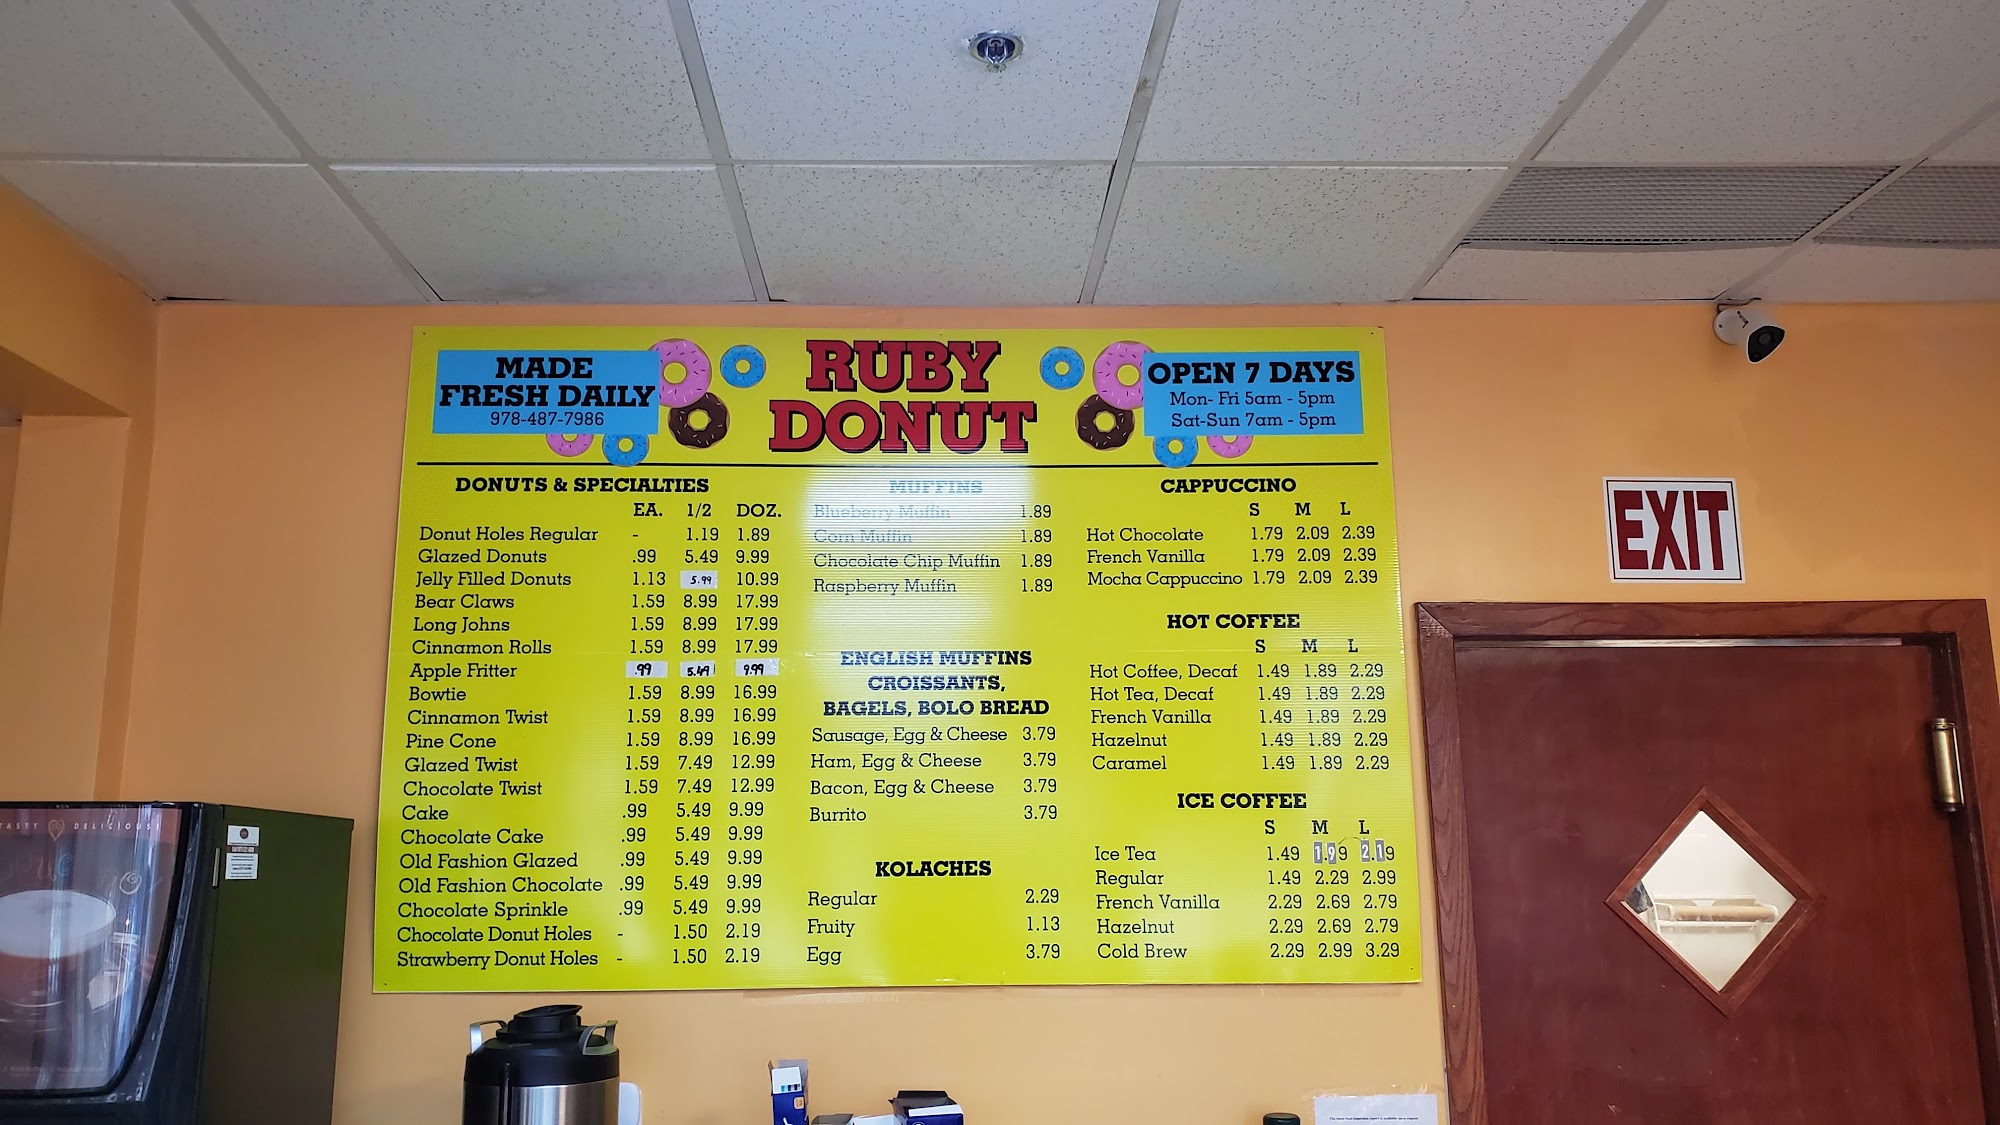 MADE
FRESH DAILY
978-487-7986
RUBY
DONUT
OPEN 7 DAYS
Mon- Fri 5am - 5pm
Sat-Sun 7am - 5pm
DONUTS & SPECIALTIES
EA. 1/2 DOZ.
Donut Holes Regular - 1.19 1.89
Glazed Donuts .99 5.49 9.99
Jelly Filled Donuts 1.13 5.99 10.99
Bear Claws 1.59 8.99 17.99
Long Johns 1.59 8.99 17.99
Cinnamon Rolls 1.59 8.99 17.99
Apple Fritter .99 5.49 9.99
Bowtie 1.59 8.99 16.99
Cinnamon Twist 1.59 8.99 16.99
Pine Cone 1.59 8.99 16.99
Glazed Twist 1.59 7.49 12.99
Chocolate Twist 1.59 7.49 12.99
Cake .99 5.49 9.99
Chocolate Cake .99 5.49 9.99
Old Fashion Glazed .99 5.49 9.99
Old Fashion Chocolate .99 5.49 9.99
Chocolate Sprinkle .99 5.49 9.99
Chocolate Donut Holes - 1.50 2.19
Strawberry Donut Holes - 1.50 2.19
MUFFINS
Blueberry Muffin 1.89
Corn Muffin 1.89
Chocolate Chip Muffin 1.89
Raspberry Muffin 1.89
ENGLISH MUFFINS
CROISSANTS,
BAGELS, BOLO BREAD
Sausage, Egg & Cheese 3.79
Ham, Egg & Cheese 3.79
Bacon, Egg & Cheese 3.79
Burrito 3.79
KOLACHES
Regular 2.29
Fruity 1.13
Egg 3.79
CAPPUCCINO
S M L
Hot Chocolate 1.79 2.09 2.39
French Vanilla 1.79 2.09 2.39
Mocha Cappuccino 1.79 2.09 2.39
HOT COFFEE
S M L
Hot Coffee, Decaf 1.49 1.89 2.29
Hot Tea, Decaf 1.49 1.89 2.29
French Vanilla 1.49 1.89 2.29
Hazelnut 1.49 1.89 2.29
Caramel 1.49 1.89 2.29
ICE COFFEE
S M L
Ice Tea 1.49 1.99 2.19
Regular 1.49 2.29 2.99
French Vanilla 2.29 2.69 2.79
Hazelnut 2.29 2.69 2.79
Cold Brew 2.29 2.99 3.29
EXIT
TASTY DELICIOUS